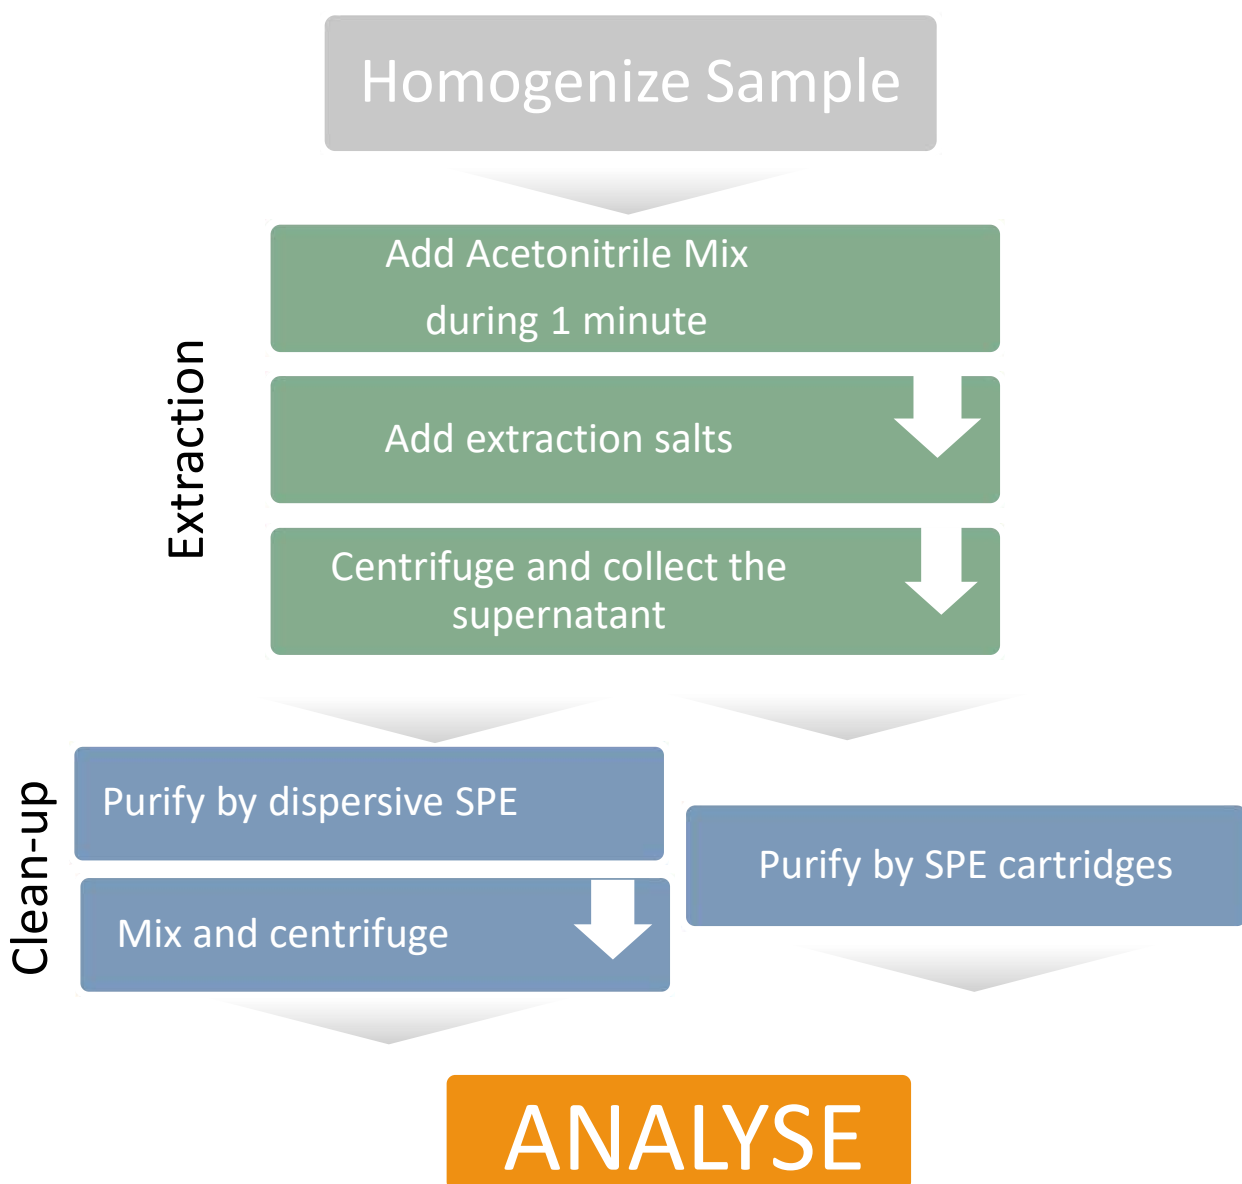 Homogenize Sample
Add Acetonitrile Mix
during 1 minute
Extraction
Add extraction salts
Centrifuge and collect the
supernatant
Clean-up
Purify by dispersive SPE
Mix and centrifuge
Purify by SPE cartridges
ANALYSE